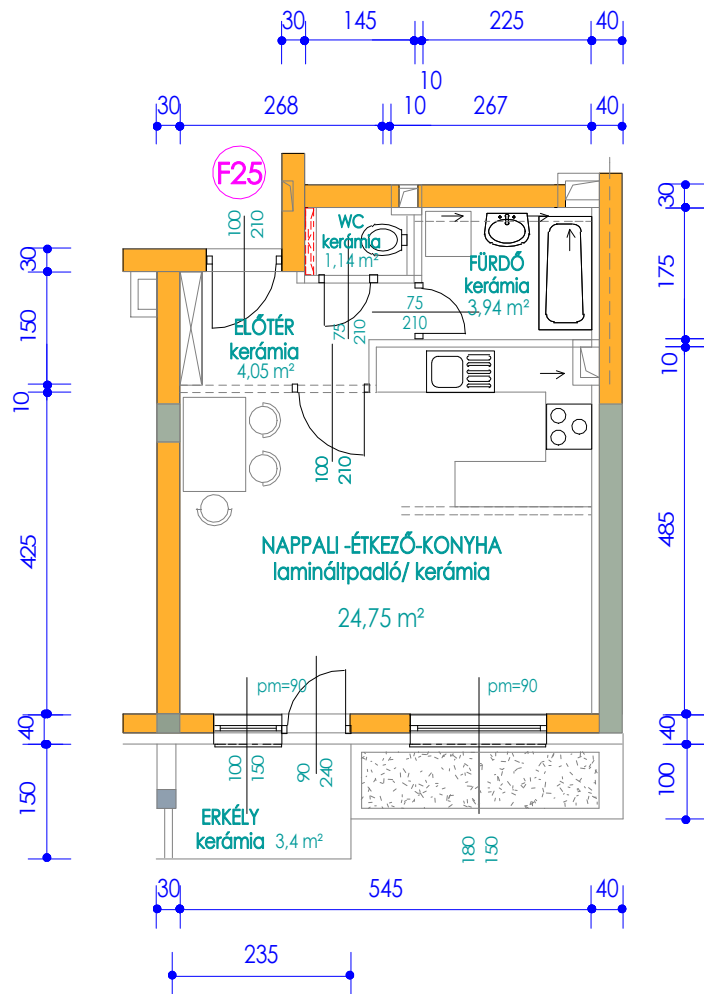 30 145 225 40
10
30 268 10 267 40
F25
100
210
WC
kerámia
1,14 m²
FÜRDŐ
kerámia
3,94 m²
75
210
75
210
ELŐTÉR
kerámia
4,05 m²
100
210
30
150
10
425
40
150
30
175
10
485
40
100
NAPPALI -ÉTKEZŐ-KONYHA
lamináltpadló/ kerámia
24,75 m²
pm=90
pm=90
100
150
90
240
180
150
ERKÉLY
kerámia 3,4 m²
30 545 40
235